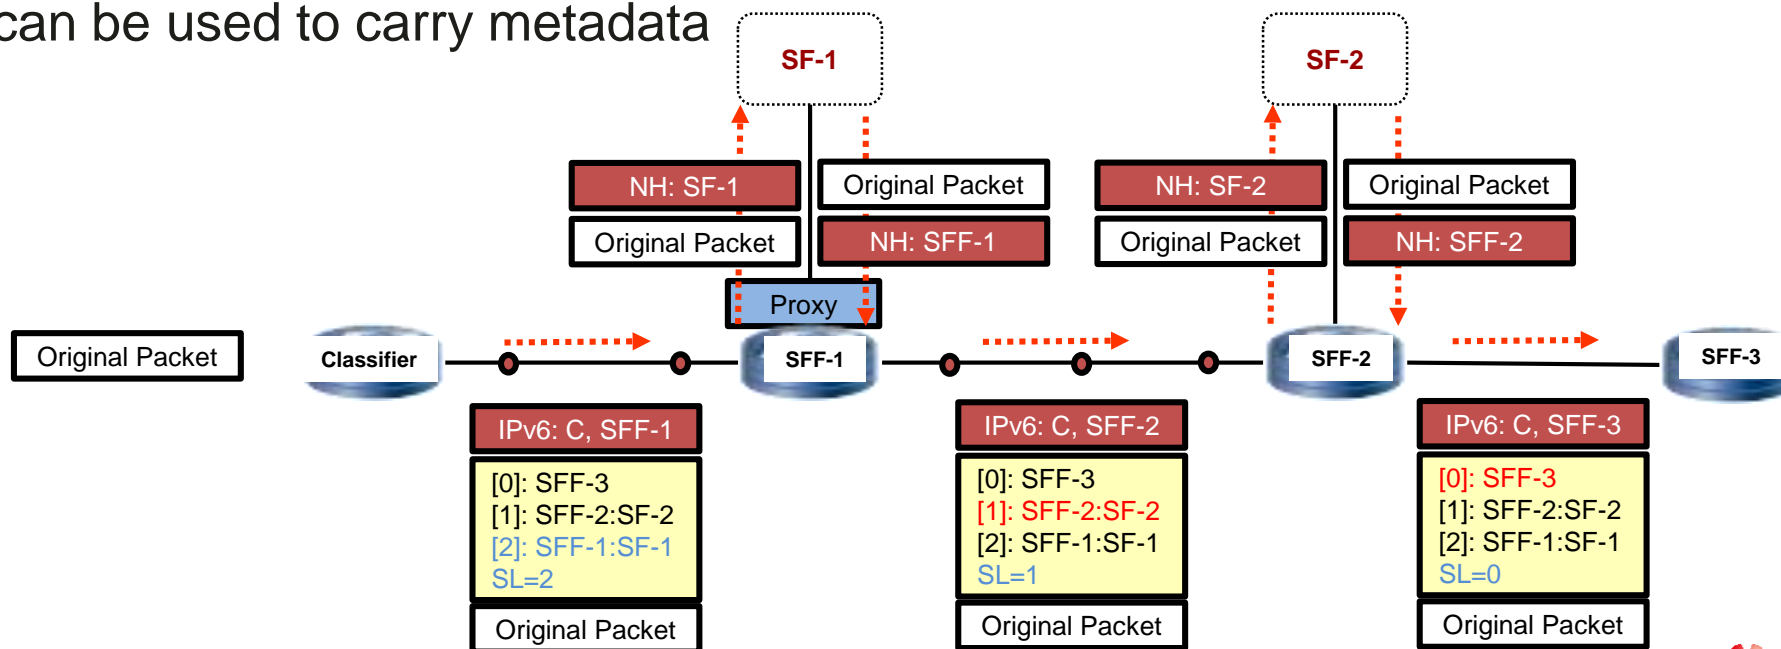 can be used to carry metadata
SF-1
SF-2
NH: SF-1
Original Packet
NH: SF-2
Original Packet
Original Packet
NH: SFF-1
Original Packet
NH: SFF-2
Proxy
Original Packet
Classifier
SFF-1
SFF-2
SFF-3
IPv6: C, SFF-1
[0]: SFF-3
[1]: SFF-2:SF-2
[2]: SFF-1:SF-1
SL=2
Original Packet
IPv6: C, SFF-2
[0]: SFF-3
[1]: SFF-2:SF-2
[2]: SFF-1:SF-1
SL=1
Original Packet
IPv6: C, SFF-3
[0]: SFF-3
[1]: SFF-2:SF-2
[2]: SFF-1:SF-1
SL=0
Original Packet